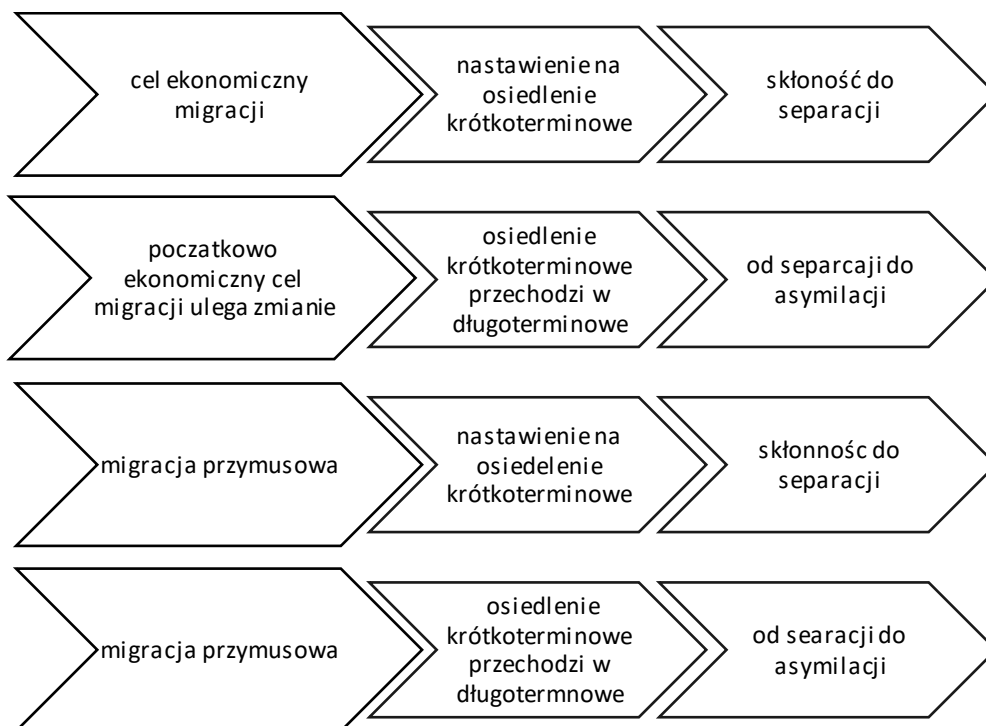 cel ekonomiczny
migracji
nastawienie na
osiedlenie
krótkoterminowe
skłoność do
separacji
poczatkowo
ekonomiczny cel
migracji ulega zmianie
osiedlenie
krótkoterminowe
przechodzi w
długoterminowe
od separcaji do
asymilacji
migracja przymusowa
nastawienie na
osiedelenie
krótkoterminowe
skłonnośc do
separacji
migracja przymusowa
osiedlenie
krótkoterminowe
przechodzi w
długotermnowe
od searacji do
asymilacji